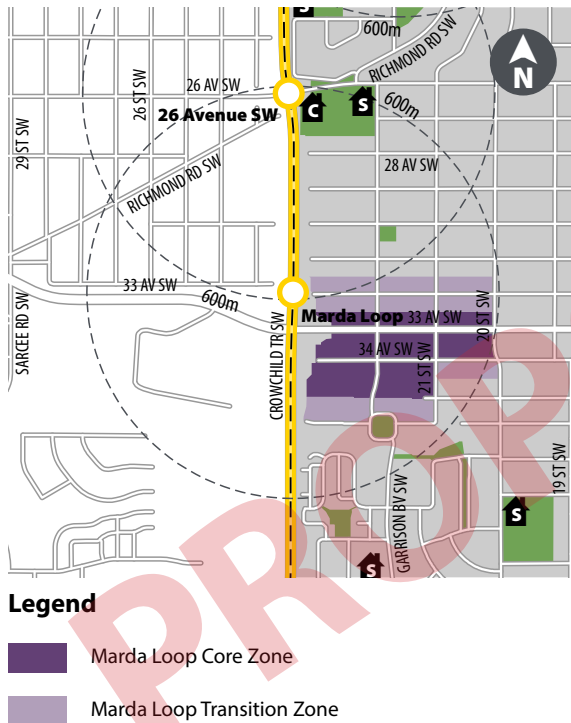 S
600m
RICHMOND RD SW
N
26 AV SW
26 ST SW
26 Avenue SW
C
S
600m
29 ST SW
28 AV SW
RICHMOND RD SW
33 AV SW
600m
Marda Loop
33 AV SW
20 ST SW
SARCEE RD SW
CROWCHILD TR SW
34 AV SW
21 ST SW
19 ST SW
S
GARRISON BV SW
S
PROP
Legend
Marda Loop Core Zone
Marda Loop Transition Zone